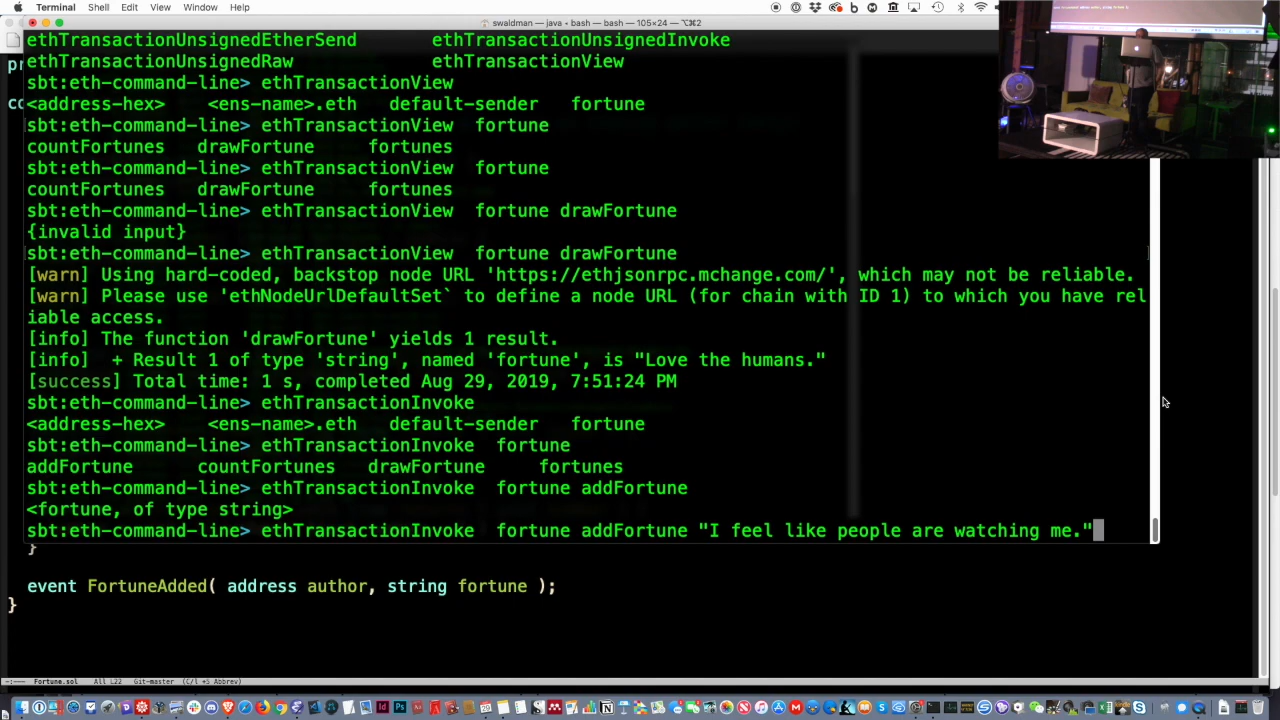 Terminal Shell Edit View Window Help
swaldman — java • bash — bash — 105×24 — ⌥⌘2
ethTransactionUnsignedEtherSend ethTransactionUnsignedInvoke
ethTransactionUnsignedRaw ethTransactionView
sbt:eth-command-line> ethTransactionView
<address-hex> <ens-name>.eth default-sender fortune
sbt:eth-command-line> ethTransactionView fortune
countFortunes drawFortune fortunes
sbt:eth-command-line> ethTransactionView fortune
countFortunes drawFortune fortunes
sbt:eth-command-line> ethTransactionView fortune drawFortune
{invalid input}
sbt:eth-command-line> ethTransactionView fortune drawFortune
[warn] Using hard-coded, backstop node URL 'https://ethjsonrpc.mchange.com/', which may not be reliable.
[warn] Please use 'ethNodeUrlDefaultSet` to define a node URL (for chain with ID 1) to which you have rel
iable access.
[info] The function 'drawFortune' yields 1 result.
[info] + Result 1 of type 'string', named 'fortune', is "Love the humans."
[success] Total time: 1 s, completed Aug 29, 2019, 7:51:24 PM
sbt:eth-command-line> ethTransactionInvoke
<address-hex> <ens-name>.eth default-sender fortune
sbt:eth-command-line> ethTransactionInvoke fortune
addFortune countFortunes drawFortune fortunes
sbt:eth-command-line> ethTransactionInvoke fortune addFortune
<fortune, of type string>
sbt:eth-command-line> ethTransactionInvoke fortune addFortune "I feel like people are watching me."
}
event FortuneAdded( address author, string fortune );
}
-:--- Fortune.sol All L22 Git-master (C/l +5 Abbrev)